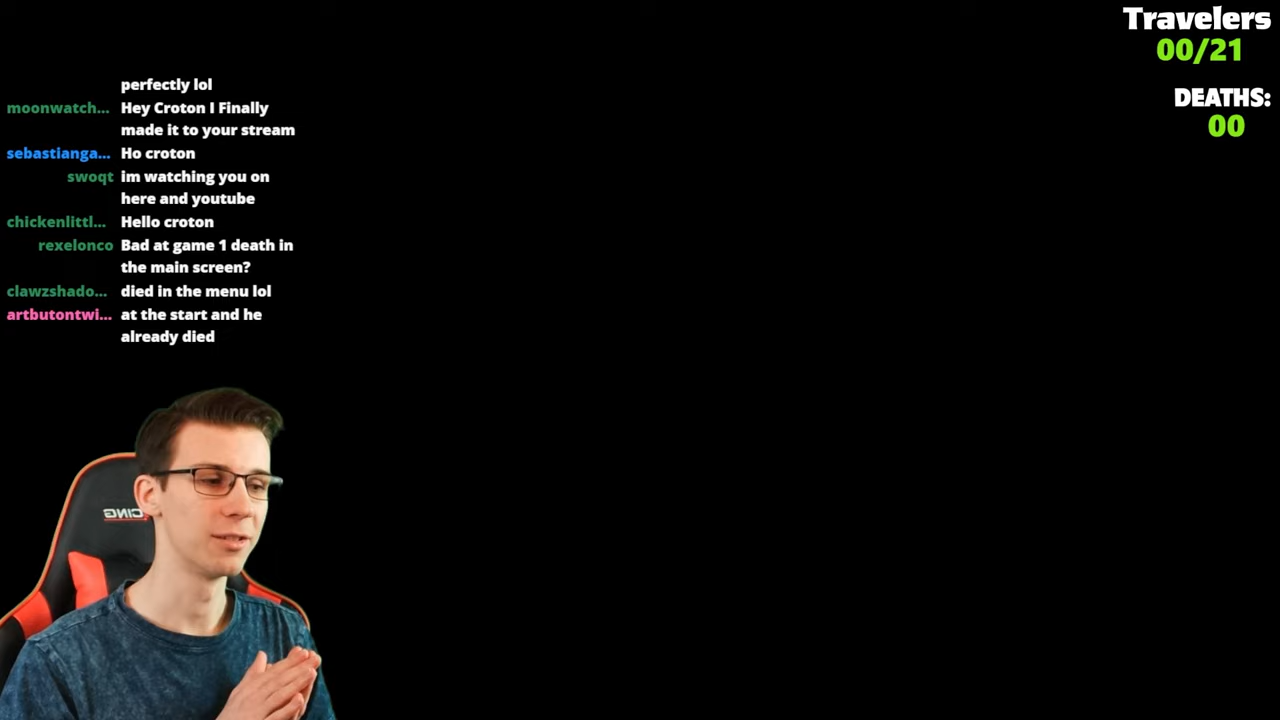 Travelers
00/21
DEATHS:
00
perfectly lol
moonwatch... Hey Croton I Finally
made it to your stream
sebastianga... Ho croton
swoqt im watching you on
here and youtube
chickenlittl... Hello croton
rexelonco Bad at game 1 death in
the main screen?
clawzshado... died in the menu lol
artbutontwi... at the start and he
already died